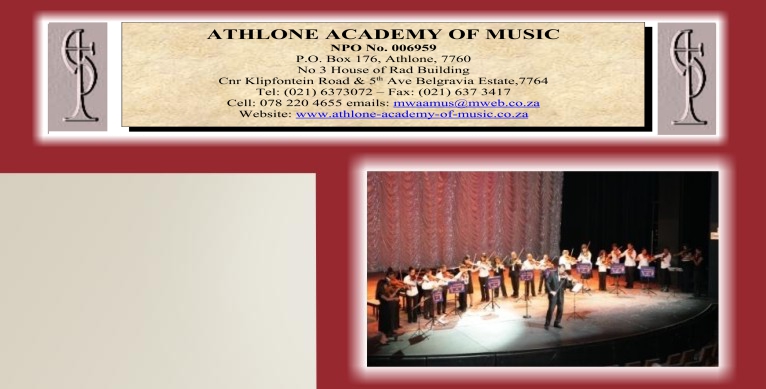 ATHLONE ACADEMY OF MUSIC
NPO No. 006959
P.O. Box 176, Athlone, 7760
No 3 House of Rad Building
Cnr Klipfontein Road & 5th Ave Belgravia Estate,7764
Tel: (021) 6373072 – Fax: (021) 637 3417
Cell: 078 220 4655 emails: mwaamus@mweb.co.za
Website: www.athlone-academy-of-music.co.za